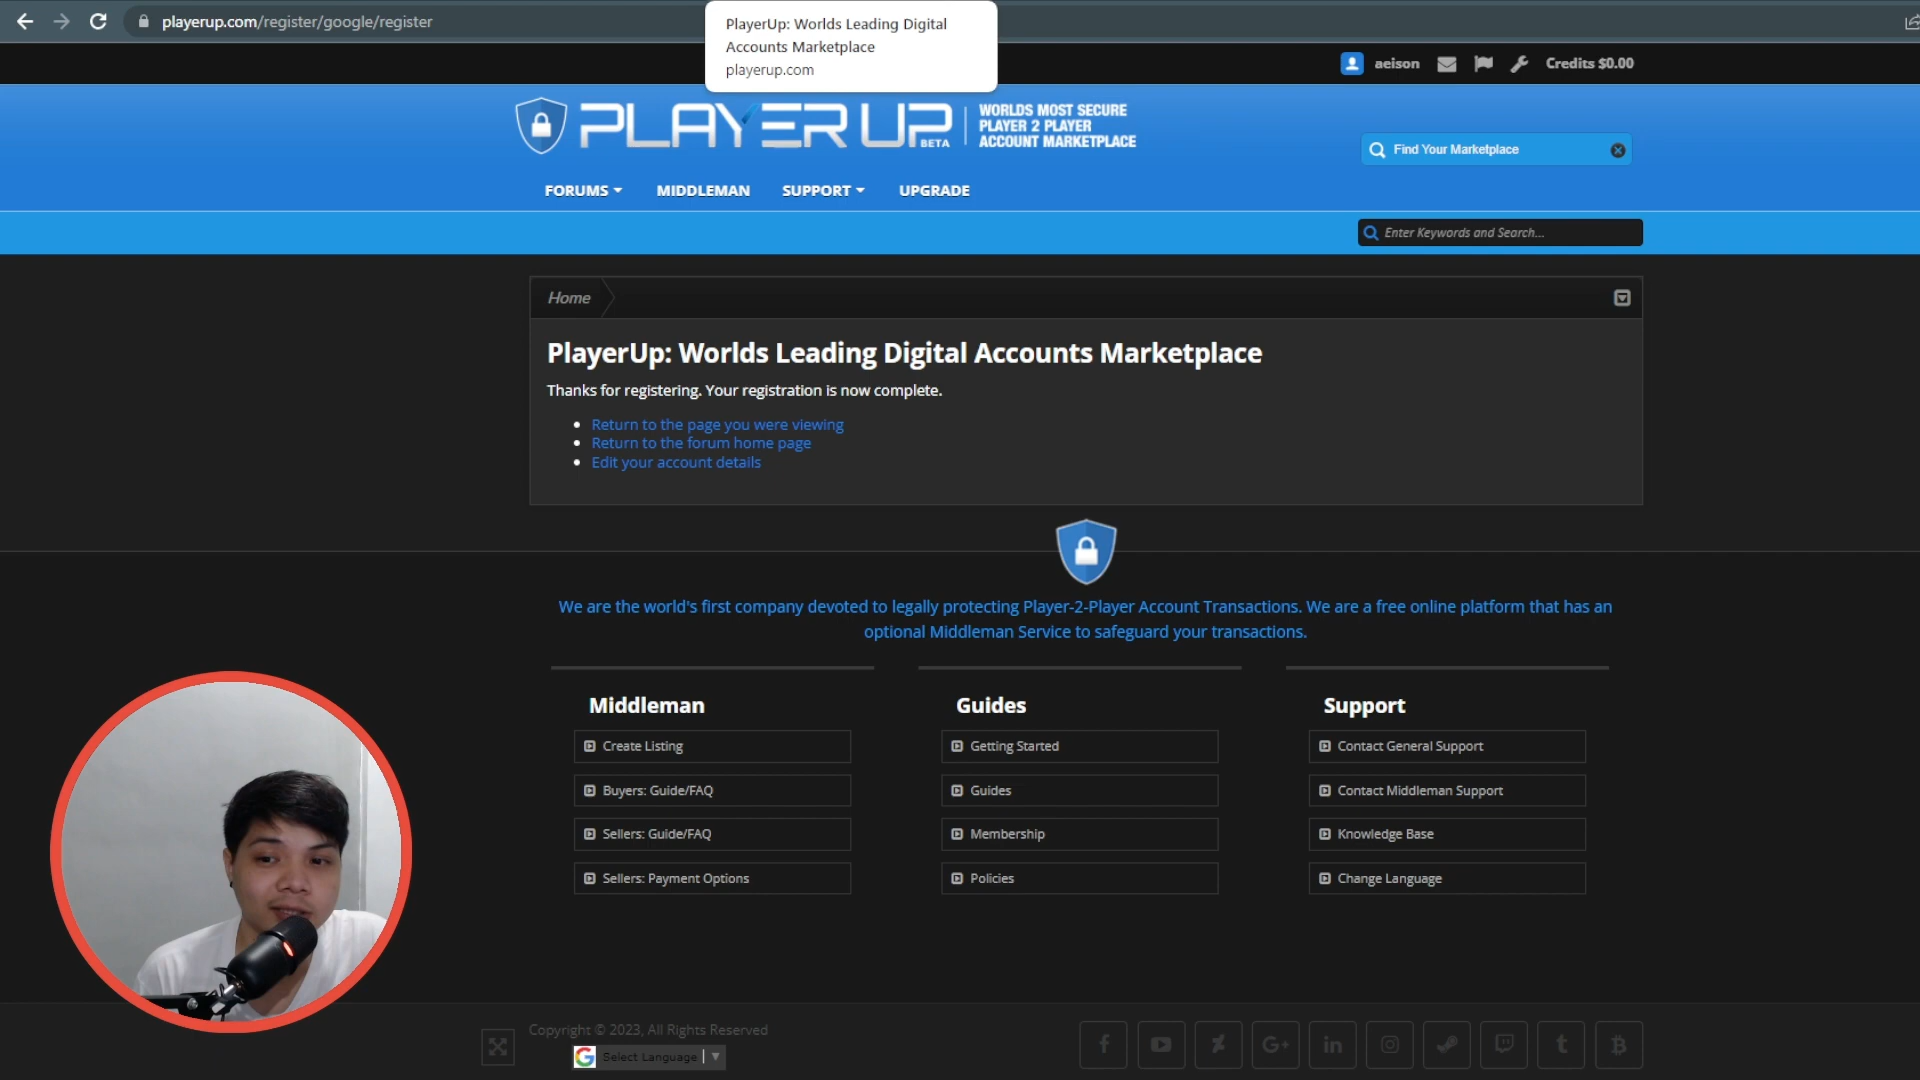 playerup.com/register/google/register
PlayerUp: Worlds Leading Digital
Accounts Marketplace
playerup.com
aeison
Credits $0.00
PLAYERUP
BETA
WORLDS MOST SECURE
PLAYER 2 PLAYER
ACCOUNT MARKETPLACE
Find Your Marketplace
FORUMS
MIDDLEMAN
SUPPORT
UPGRADE
Enter Keywords and Search...
Home
PlayerUp: Worlds Leading Digital Accounts Marketplace
Thanks for registering. Your registration is now complete.
Return to the page you were viewing
Return to the forum home page
Edit your account details
We are the world's first company devoted to legally protecting Player-2-Player Account Transactions. We are a free online platform that has an
optional Middleman Service to safeguard your transactions.
Middleman
Create Listing
Buyers: Guide/FAQ
Sellers: Guide/FAQ
Sellers: Payment Options
Guides
Getting Started
Guides
Membership
Policies
Support
Contact General Support
Contact Middleman Support
Knowledge Base
Change Language
Copyright © 2023, All Rights Reserved
Select Language